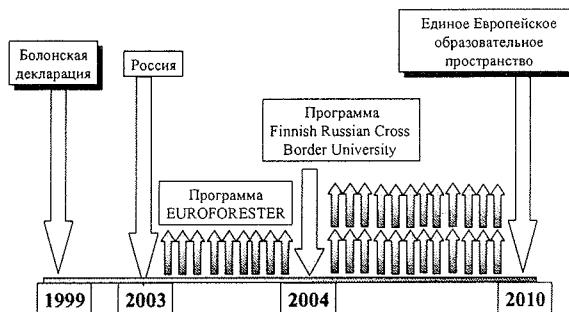 Болонская
декларация
Россия
Единое Европейское
образовательное
пространство
Программа
Finnish Russian Cross
Border University
Программа
EUROFORESTER
1999
2003
2004
2010